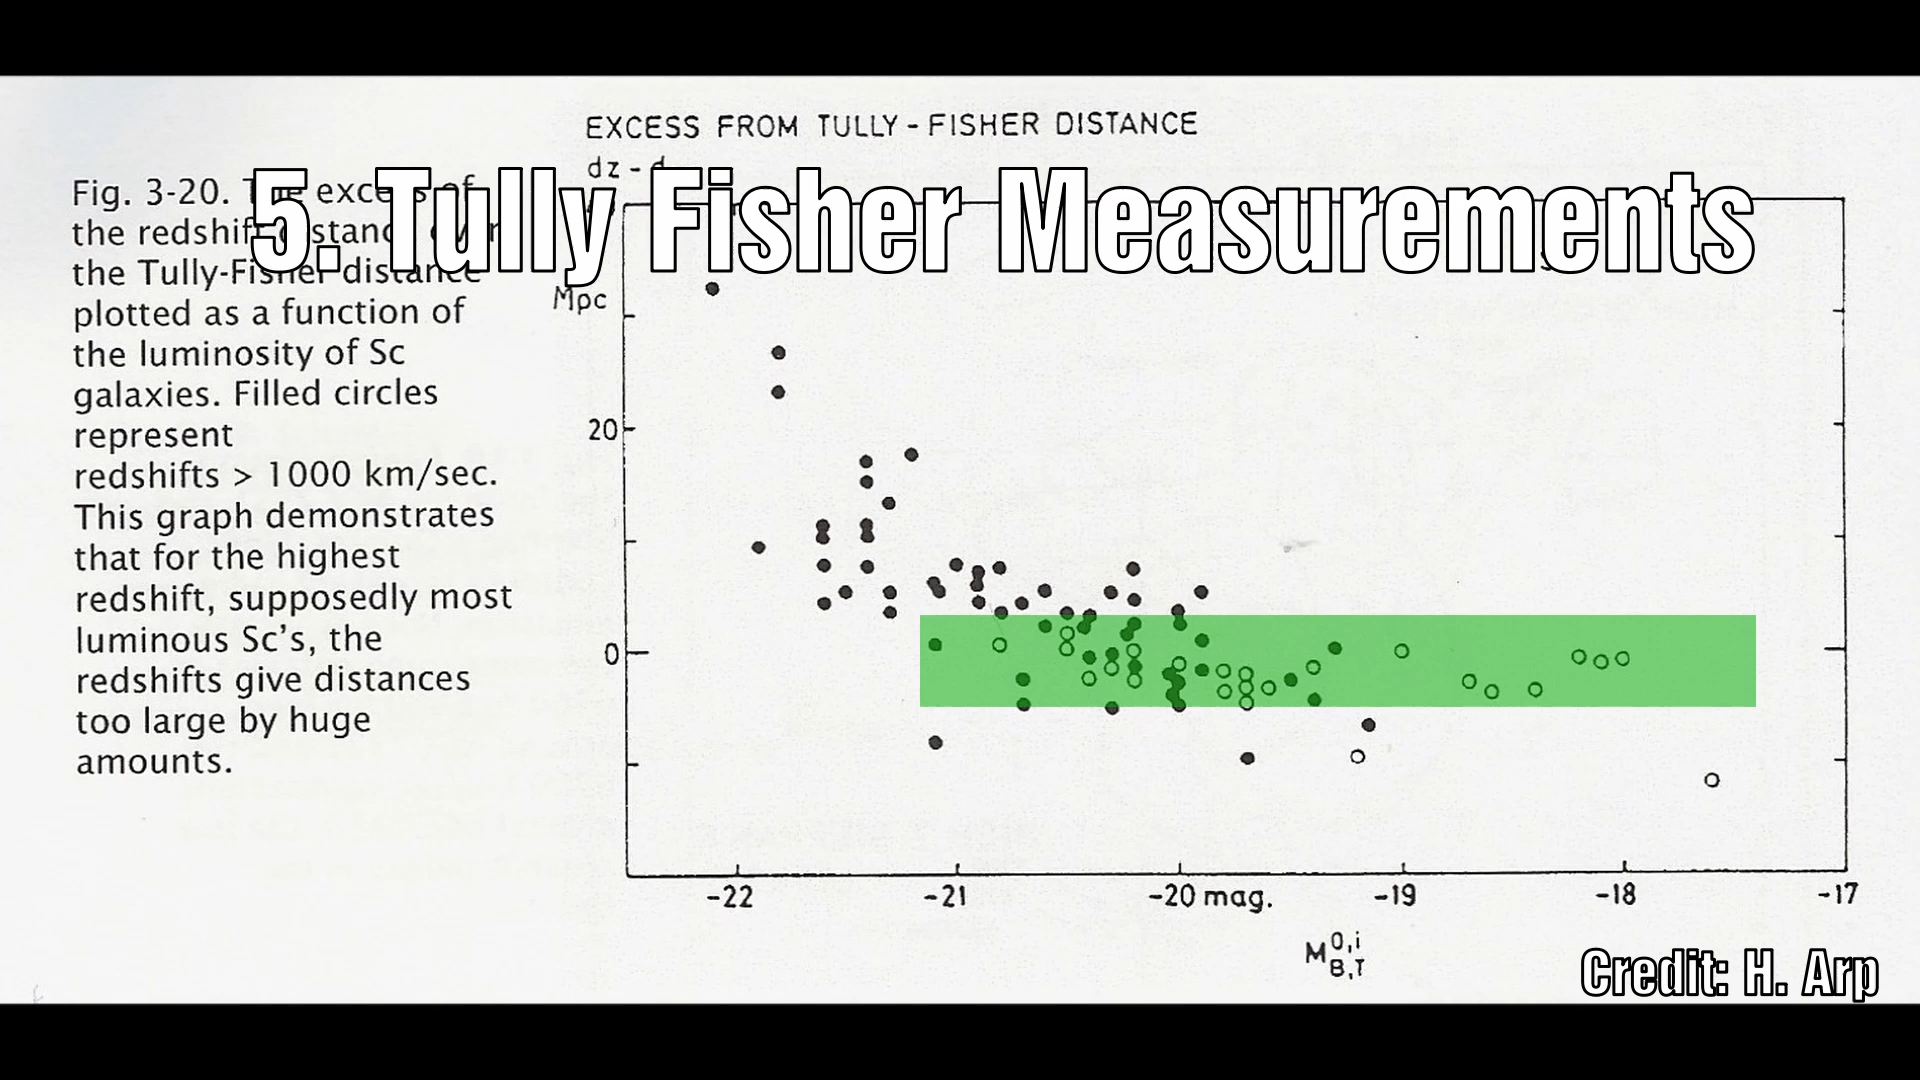 EXCESS FROM TULLY - FISHER DISTANCE
dz -
5. Tully Fisher Measurements
Fig. 3-20.
the
the Tully-Fisher distance
plotted as a function of
the luminosity of Sc
galaxies. Filled circles
represent
redshifts > 1000 km/sec.
This graph demonstrates
that for the highest
redshift, supposedly most
luminous Sc's, the
redshifts give distances
too large by huge
amounts.
Mpc
20
0
-22 -21 -20 mag. -19 -18 -17
M O,i B,T
Credit: H. Arp